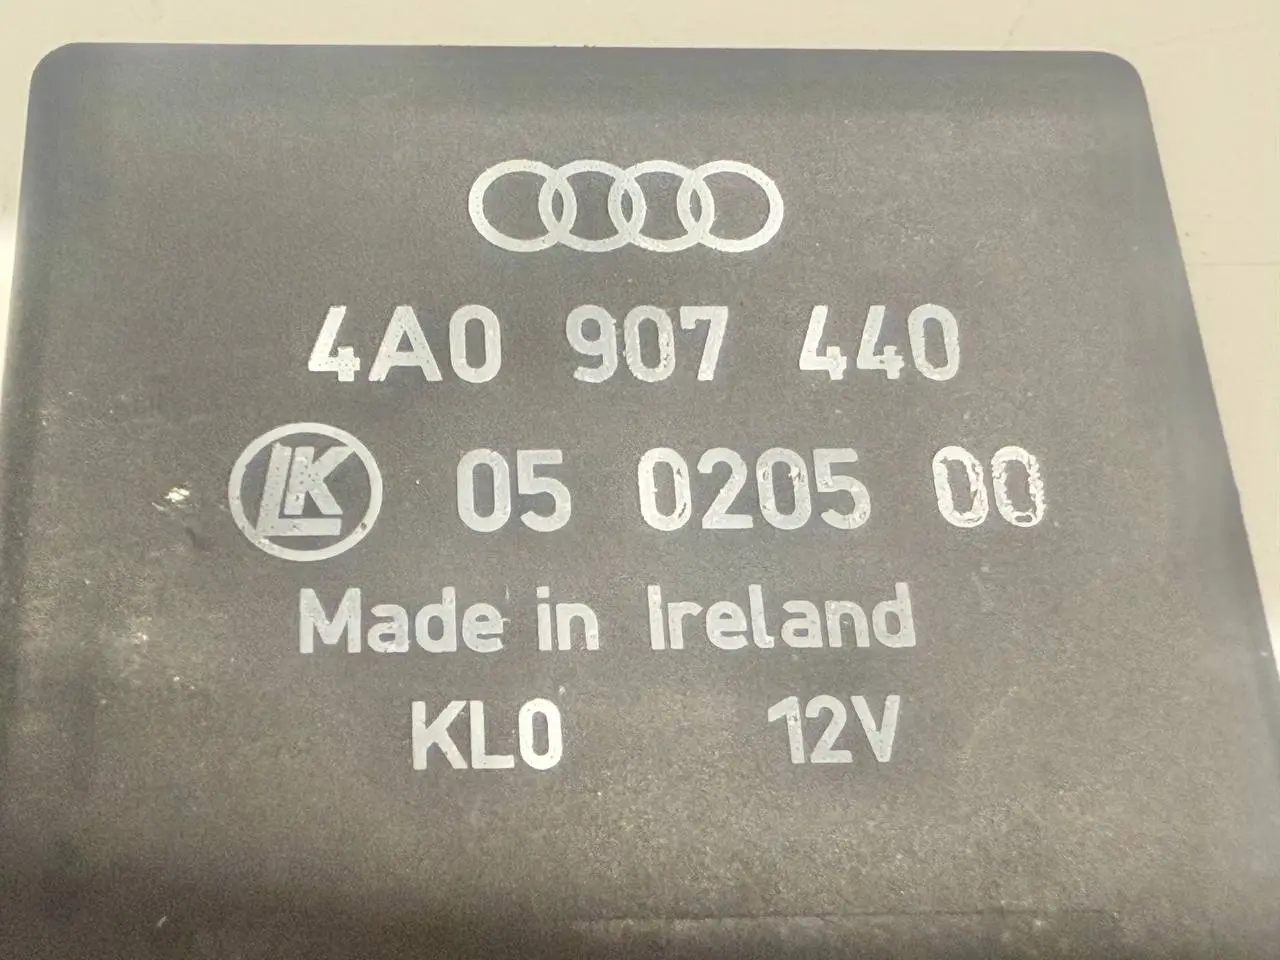 4A0 907 440
LK 05 0205 00
Made in Ireland
KL0 12V